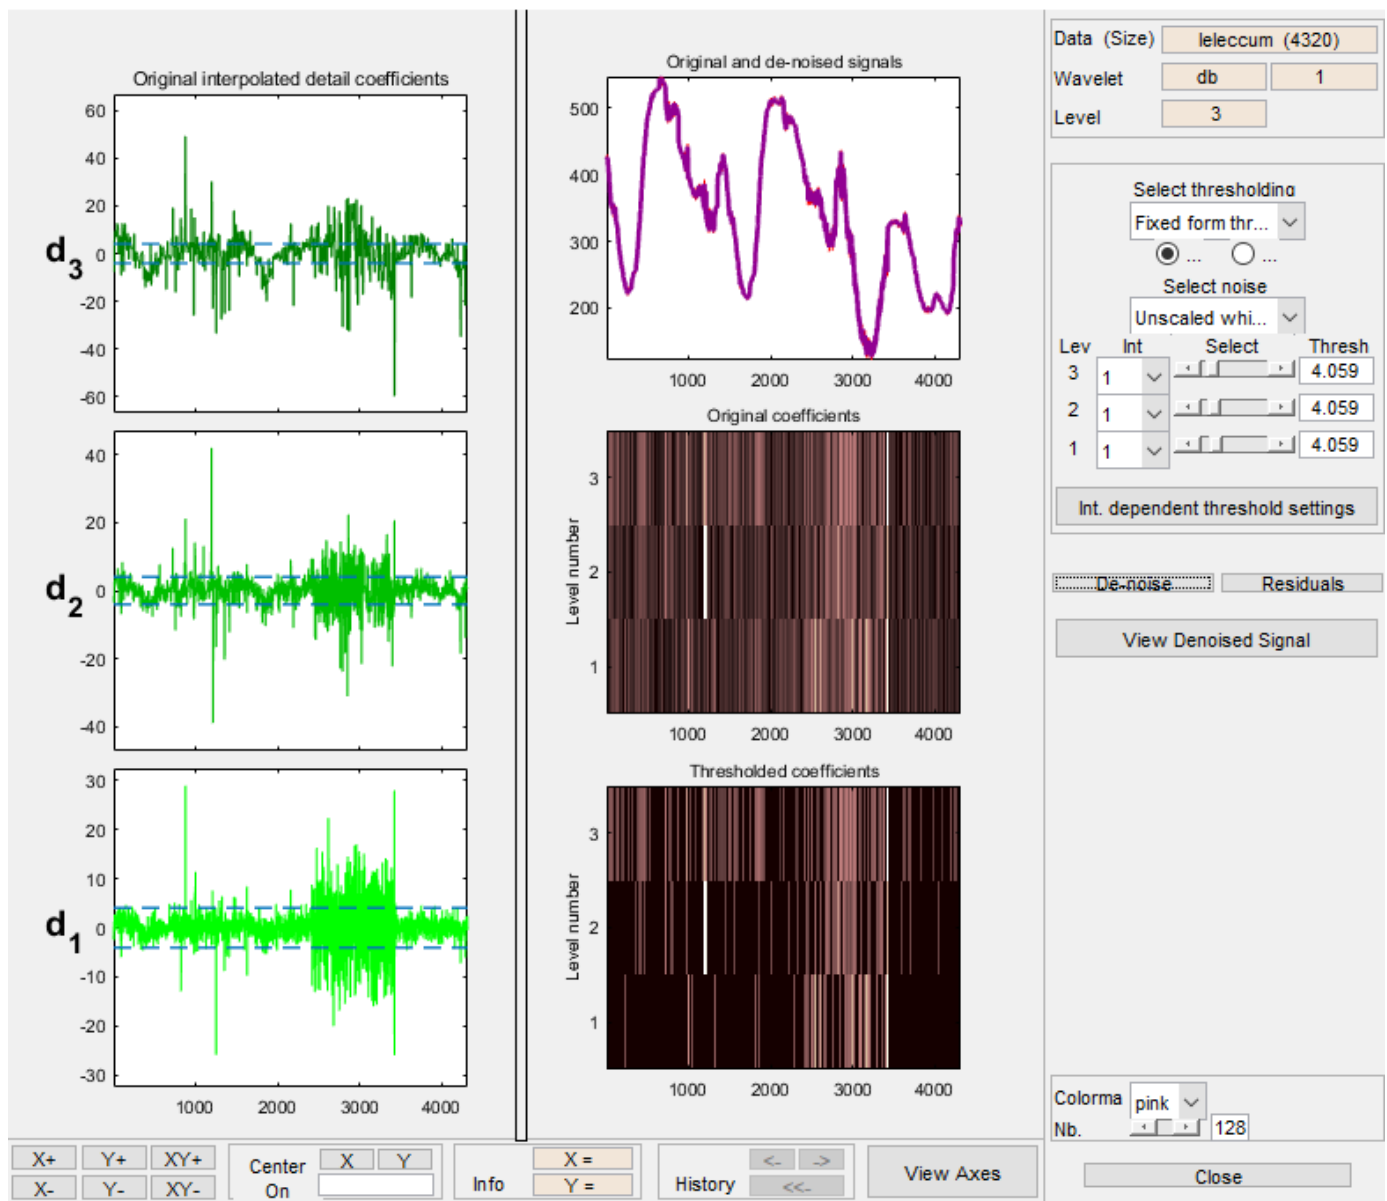 Original interpolated detail coefficients
60
40
20
0
-20
-40
-60
d3
40
20
0
-20
-40
d2
30
20
10
0
-10
-20
-30
d1
1000 2000 3000 4000
Original and de-noised signals
500
400
300
200
1000 2000 3000 4000
Original coefficients
Level number
3
2
1
1000 2000 3000 4000
Thresholded coefficients
Level number
3
2
1
1000 2000 3000 4000
Data (Size) leleccum (4320)
Wavelet db 1
Level 3
Select thresholding
Fixed form thr...
... ...
Select noise
Unscaled whi...
Lev Int Select Thresh
3 1 4.059
2 1 4.059
1 1 4.059
Int. dependent threshold settings
De-noise Residuals
View Denoised Signal
Colorma pink
Nb. 128
Close
X+ Y+ XY+
X- Y- XY-
Center On X Y
Info X = Y =
History <- -> <<-
View Axes